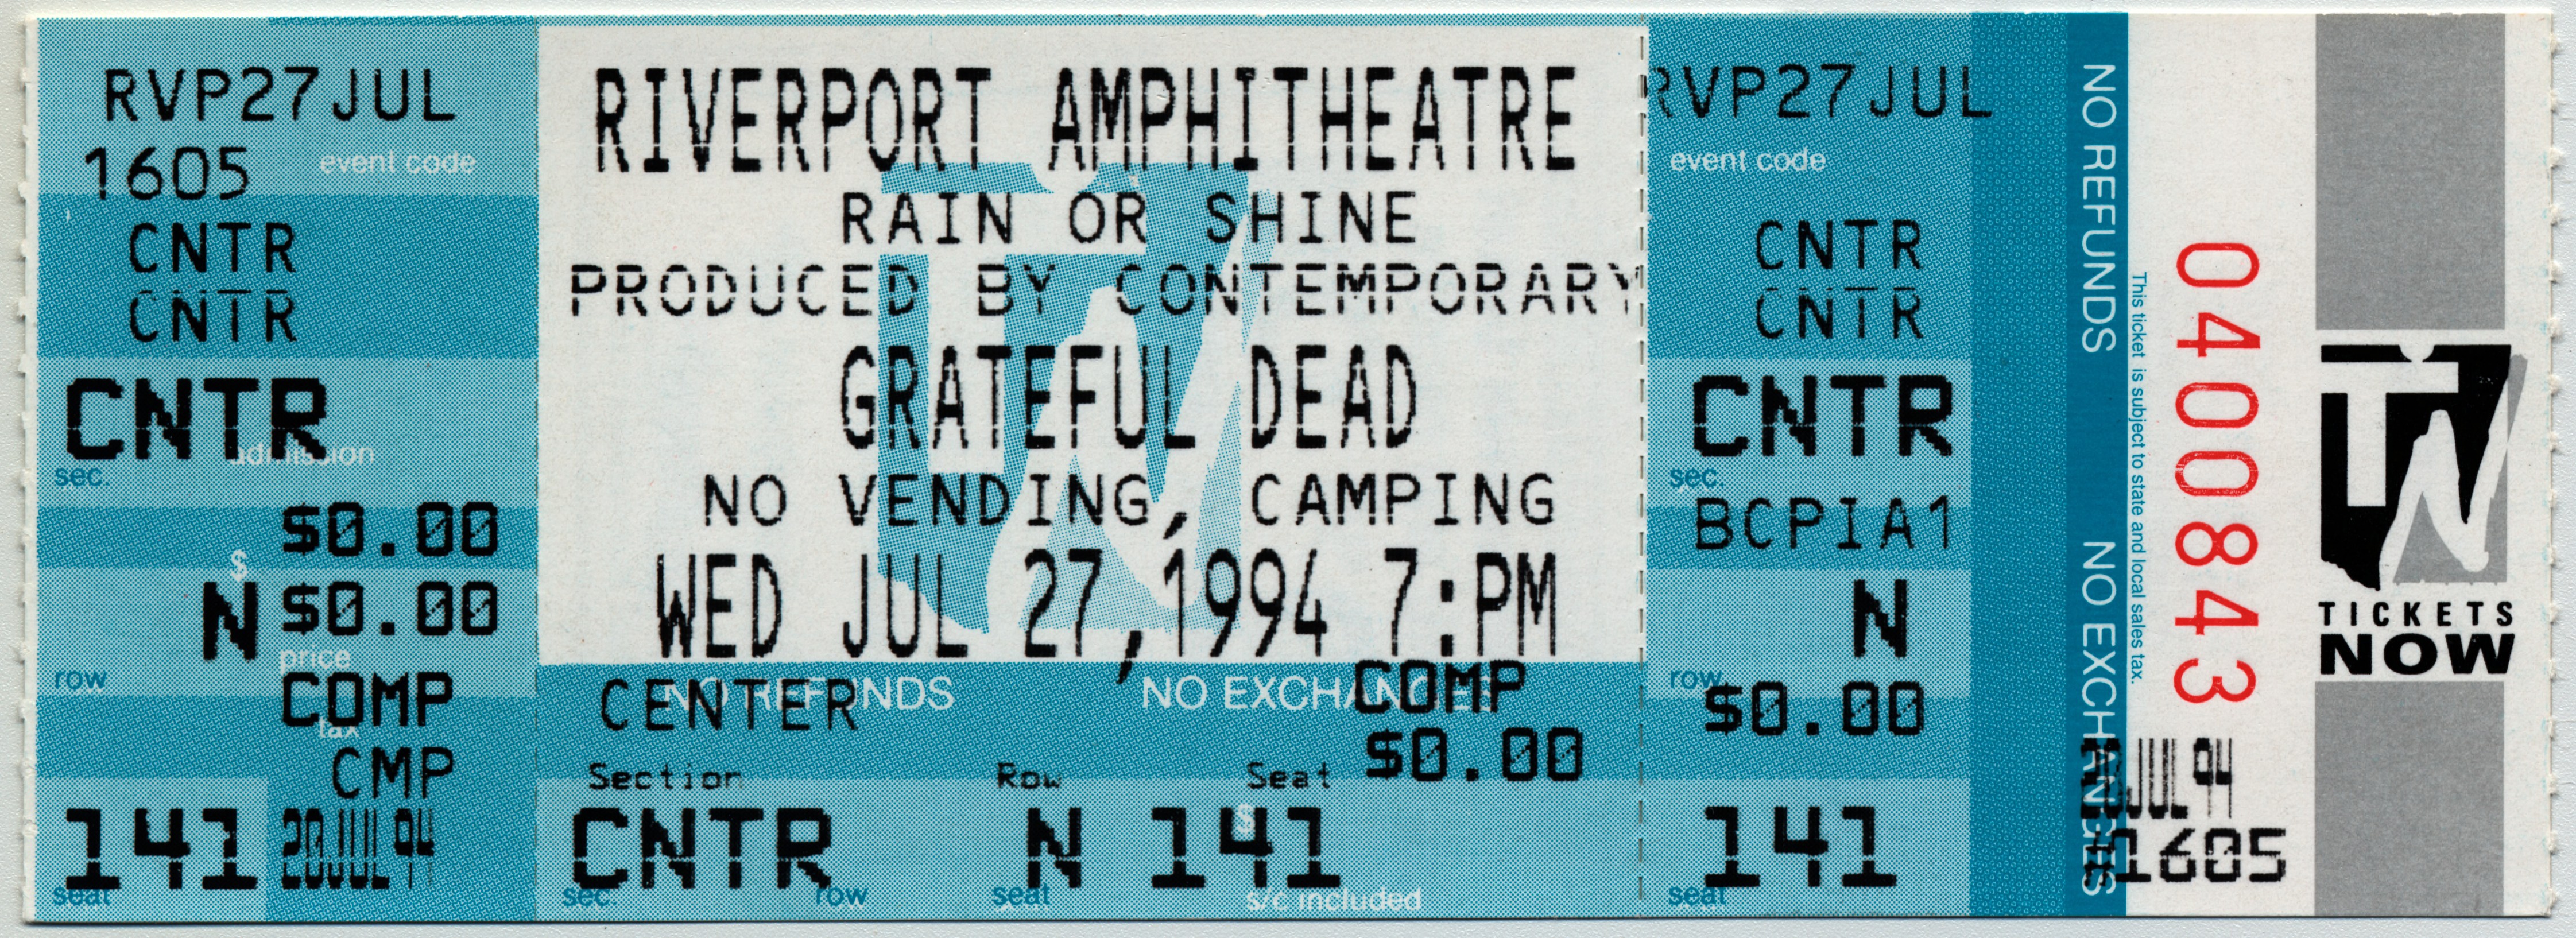 RVP27JUL
1605 event code
CNTR
CNTR
CNTR
admission
sec.
$0.00
$
N $0.00
price
row
COMP
tax
CMP
141 20JUL94
seat
RIVERPORT AMPHITHEATRE
RAIN OR SHINE
PRODUCED BY CONTEMPORARY
GRATEFUL DEAD
NO VENDING, CAMPING
WED JUL 27,1994 7:PM
CENTER COMP
NO REFUNDS NO EXCHANGES
$0.00
Section Row Seat
$
CNTR N 141
sec. row seat s/c included
RVP27JUL
event code
CNTR
CNTR
CNTR
sec.
BCPIA1
N
row
$0.00
141
seat
NO REFUNDS NO EXCHANGES
This ticket is subject to state and local sales tax.
0400843
JUL94
1605
TN
TICKETS
NOW